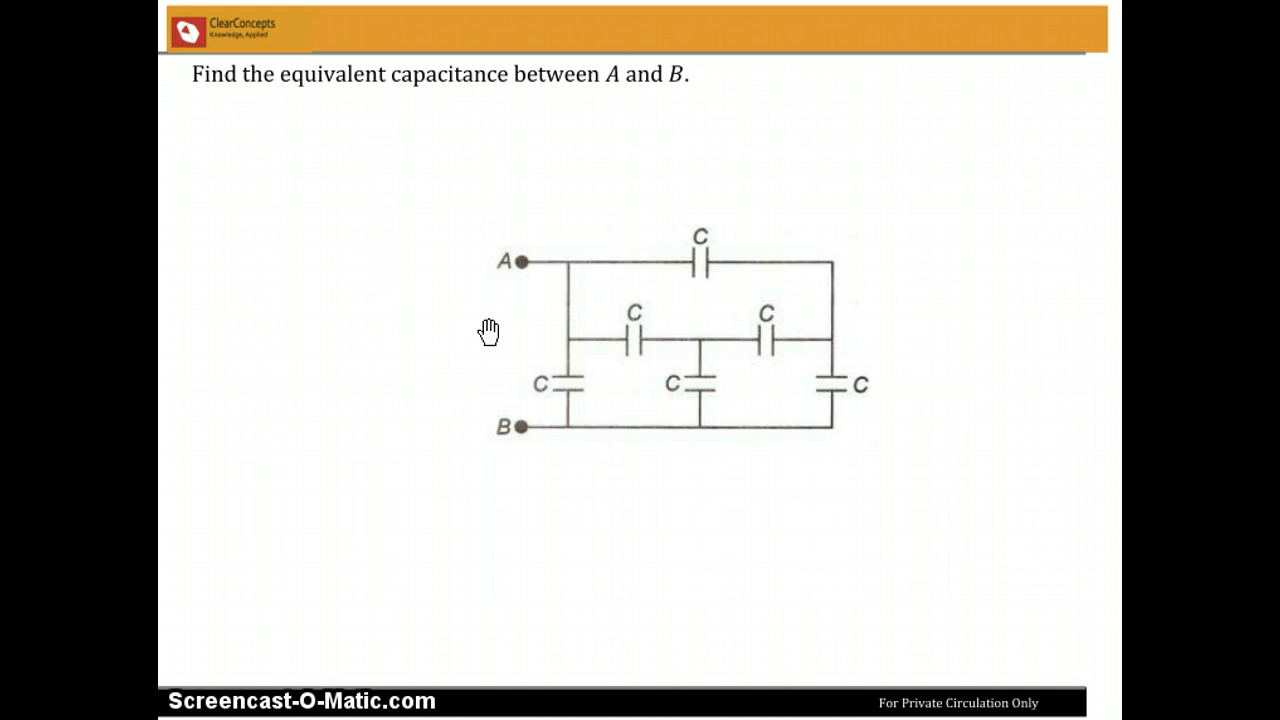 ClearConcepts
Knowledge, Applied
Find the equivalent capacitance between A and B.
C
A
C C
C C C
B
Screencast-O-Matic.com
For Private Circulation Only